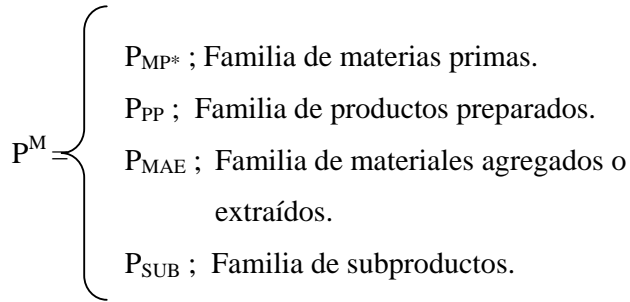 P_MP* ; Familia de materias primas.
P_PP ; Familia de productos preparados.
P^M =
P_MAE ; Familia de materiales agregados o
extraídos.
P_SUB ; Familia de subproductos.